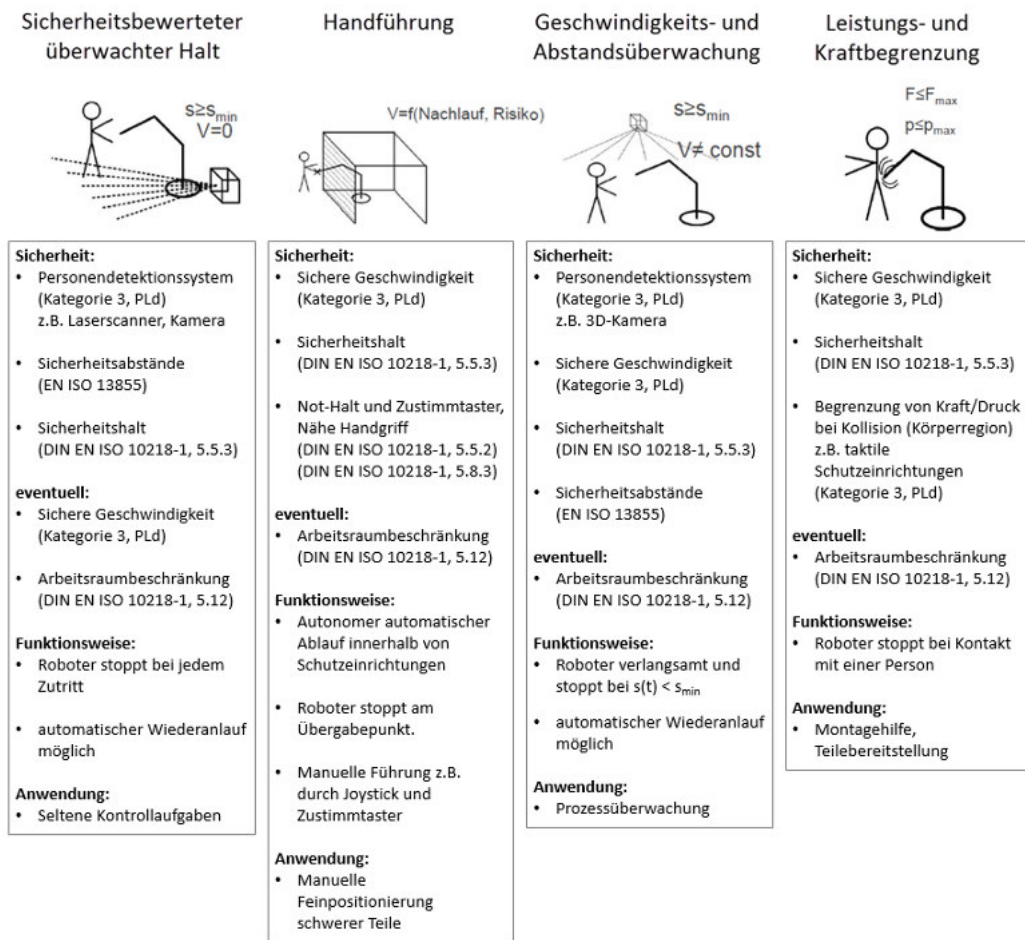 Sicherheitsbewerteter
überwachter Halt
s≥smin
V=0
Sicherheit:
• Personendetektionssystem
(Kategorie 3, PLd)
z.B. Laserscanner, Kamera
• Sicherheitsabstände
(EN ISO 13855)
• Sicherheitshalt
(DIN EN ISO 10218-1, 5.5.3)
eventuell:
• Sichere Geschwindigkeit
(Kategorie 3, PLd)
• Arbeitsraumbeschränkung
(DIN EN ISO 10218-1, 5.12)
Funktionsweise:
• Roboter stoppt bei jedem
Zutritt
• automatischer Wiederanlauf
möglich
Anwendung:
• Seltene Kontrollaufgaben
Handführung
V=f(Nachlauf, Risiko)
Sicherheit:
• Sichere Geschwindigkeit
(Kategorie 3, PLd)
• Sicherheitshalt
(DIN EN ISO 10218-1, 5.5.3)
• Not-Halt und Zustimmtaster,
Nähe Handgriff
(DIN EN ISO 10218-1, 5.5.2)
(DIN EN ISO 10218-1, 5.8.3)
eventuell:
• Arbeitsraumbeschränkung
(DIN EN ISO 10218-1, 5.12)
Funktionsweise:
• Autonomer automatischer
Ablauf innerhalb von
Schutzeinrichtungen
• Roboter stoppt am
Übergabepunkt.
• Manuelle Führung z.B.
durch Joystick und
Zustimmtaster
Anwendung:
• Manuelle
Feinpositionierung
schwerer Teile
Geschwindigkeits- und
Abstandsüberwachung
s≥smin
V≠ const
Sicherheit:
• Personendetektionssystem
(Kategorie 3, PLd)
z.B. 3D-Kamera
• Sichere Geschwindigkeit
(Kategorie 3, PLd)
• Sicherheitshalt
(DIN EN ISO 10218-1, 5.5.3)
• Sicherheitsabstände
(EN ISO 13855)
eventuell:
• Arbeitsraumbeschränkung
(DIN EN ISO 10218-1, 5.12)
Funktionsweise:
• Roboter verlangsamt und
stoppt bei s(t) < smin
• automatischer Wiederanlauf
möglich
Anwendung:
• Prozessüberwachung
Leistungs- und
Kraftbegrenzung
F≤Fmax
p≤pmax
Sicherheit:
• Sichere Geschwindigkeit
(Kategorie 3, PLd)
• Sicherheitshalt
(DIN EN ISO 10218-1, 5.5.3)
• Begrenzung von Kraft/Druck
bei Kollision (Körperregion)
z.B. taktile
Schutzeinrichtungen
(Kategorie 3, PLd)
eventuell:
• Arbeitsraumbeschränkung
(DIN EN ISO 10218-1, 5.12)
Funktionsweise:
• Roboter stoppt bei Kontakt
mit einer Person
Anwendung:
• Montagehilfe,
Teilebereitstellung